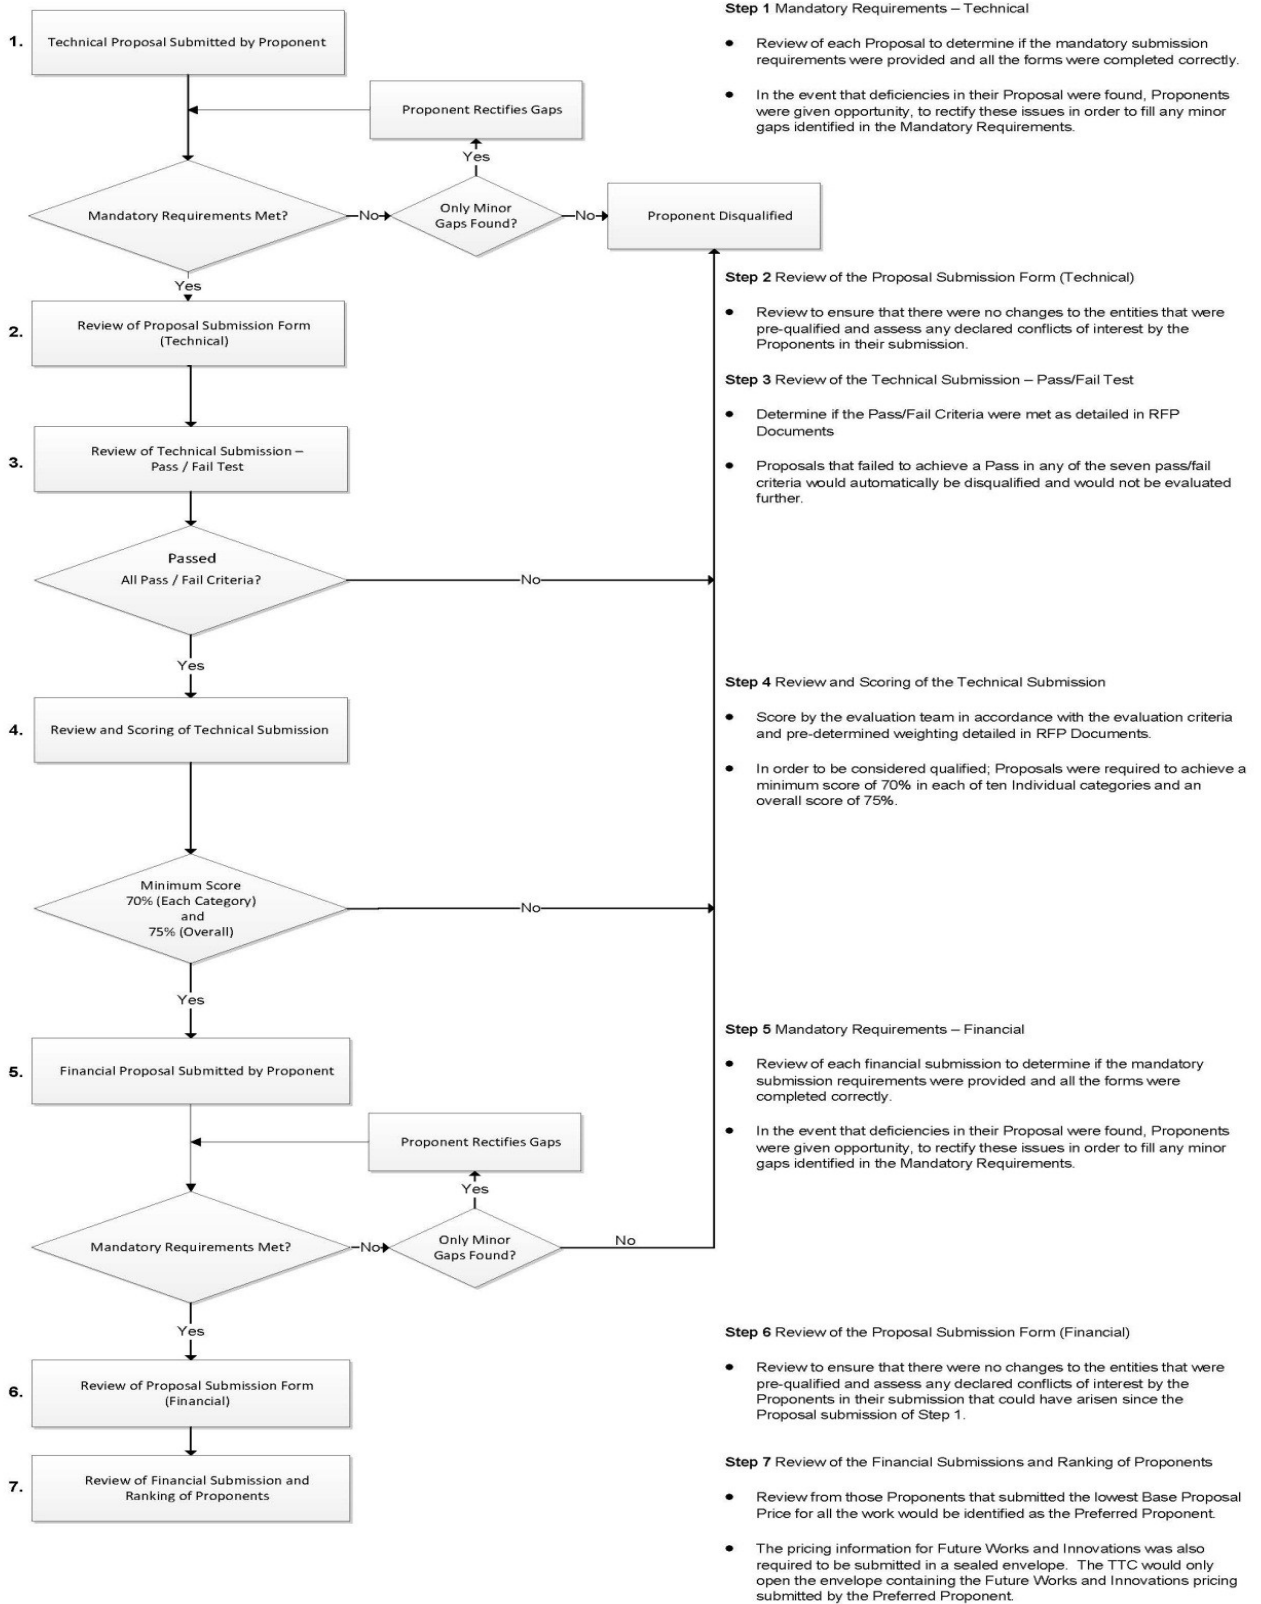 1.
Technical Proposal Submitted by Proponent
Proponent Rectifies Gaps
Yes
Mandatory Requirements Met?
No
Only Minor
Gaps Found?
No
Proponent Disqualified
Yes
2.
Review of Proposal Submission Form
(Technical)
3.
Review of Technical Submission –
Pass / Fail Test
Passed
All Pass / Fail Criteria?
No
Yes
4.
Review and Scoring of Technical Submission
Minimum Score
70% (Each Category)
and
75% (Overall)
No
Yes
5.
Financial Proposal Submitted by Proponent
Proponent Rectifies Gaps
Yes
Mandatory Requirements Met?
No
Only Minor
Gaps Found?
No
Yes
6.
Review of Proposal Submission Form
(Financial)
7.
Review of Financial Submission and
Ranking of Proponents
Step 1 Mandatory Requirements – Technical
● Review of each Proposal to determine if the mandatory submission
requirements were provided and all the forms were completed correctly.
● In the event that deficiencies in their Proposal were found, Proponents
were given opportunity, to rectify these issues in order to fill any minor
gaps identified in the Mandatory Requirements.
Step 2 Review of the Proposal Submission Form (Technical)
● Review to ensure that there were no changes to the entities that were
pre-qualified and assess any declared conflicts of interest by the
Proponents in their submission.
Step 3 Review of the Technical Submission – Pass/Fail Test
● Determine if the Pass/Fail Criteria were met as detailed in RFP
Documents
● Proposals that failed to achieve a Pass in any of the seven pass/fail
criteria would automatically be disqualified and would not be evaluated
further.
Step 4 Review and Scoring of the Technical Submission
● Score by the evaluation team in accordance with the evaluation criteria
and pre-determined weighting detailed in RFP Documents.
● In order to be considered qualified; Proposals were required to achieve a
minimum score of 70% in each of ten Individual categories and an
overall score of 75%.
Step 5 Mandatory Requirements – Financial
● Review of each financial submission to determine if the mandatory
submission requirements were provided and all the forms were
completed correctly.
● In the event that deficiencies in their Proposal were found, Proponents
were given opportunity, to rectify these issues in order to fill any minor
gaps identified in the Mandatory Requirements.
Step 6 Review of the Proposal Submission Form (Financial)
● Review to ensure that there were no changes to the entities that were
pre-qualified and assess any declared conflicts of interest by the
Proponents in their submission that could have arisen since the
Proposal submission of Step 1.
Step 7 Review of the Financial Submissions and Ranking of Proponents
● Review from those Proponents that submitted the lowest Base Proposal
Price for all the work would be identified as the Preferred Proponent.
● The pricing information for Future Works and Innovations was also
required to be submitted in a sealed envelope. The TTC would only
open the envelope containing the Future Works and Innovations pricing
submitted by the Preferred Proponent.